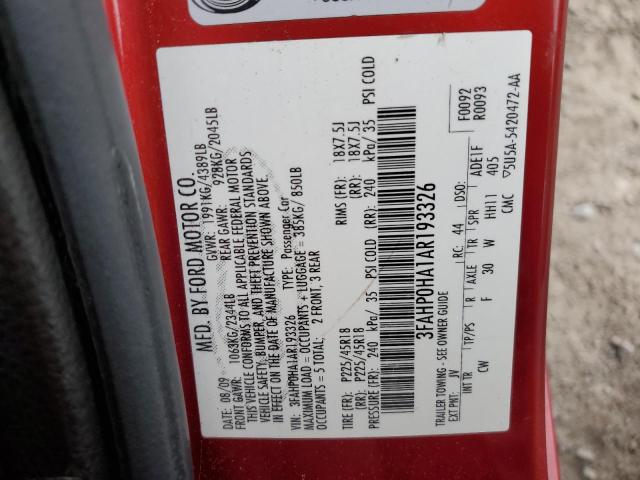 MFD. BY FORD MOTOR CO.
DATE: 08/09 GVWR: 1991KG/4389LB
FRONT GAWR: 1063KG/2344LB REAR GAWR: 928KG/2045LB
THIS VEHICLE CONFORMS TO ALL APPLICABLE FEDERAL MOTOR
VEHICLE SAFETY, BUMPER, AND THEFT PREVENTION STANDARDS
IN EFFECT ON THE DATE OF MANUFACTURE SHOWN ABOVE.
VIN: 3FAHP0HA1AR193326 TYPE: Passenger Car
MAXIMUM LOAD= OCCUPANTS + LUGGAGE = 385KG/ 850LB
OCCUPANTS = 5 TOTAL: 2 FRONT, 3 REAR
TIRE (FR): P225/45R18 RIMS (FR): 18X7.5J
(RR): P225/45R18 (RR): 18X7.5J
PRESSURE (FR): 240 kPa/ 35 PSI COLD (RR): 240 kPa/ 35 PSI COLD
3FAHP0HA1AR193326
TRAILER TOWING - SEE OWNER GUIDE F0092
EXT PNT: JV RC: 44 DSO: R0093
INT TR TP/PS R AXLE TR SPR ADE1F
CW F 30 W HH11 405
CMC ▽5U5A-5420472-AA